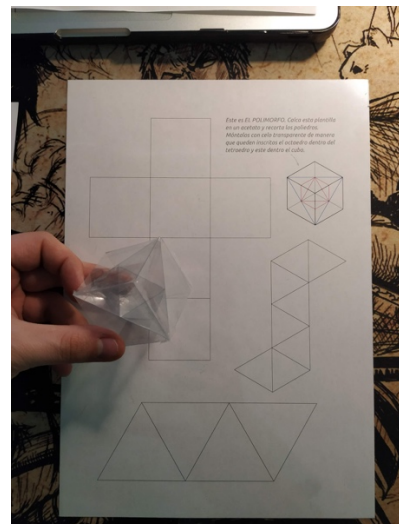 Este es EL POLINOMIO. Calca esta plantilla
en un acetato y recorta los poliedros.
Móntalos con celo transparente de manera
que queden inscritos el octaedro dentro del
tetraedro y este dentro el cubo.